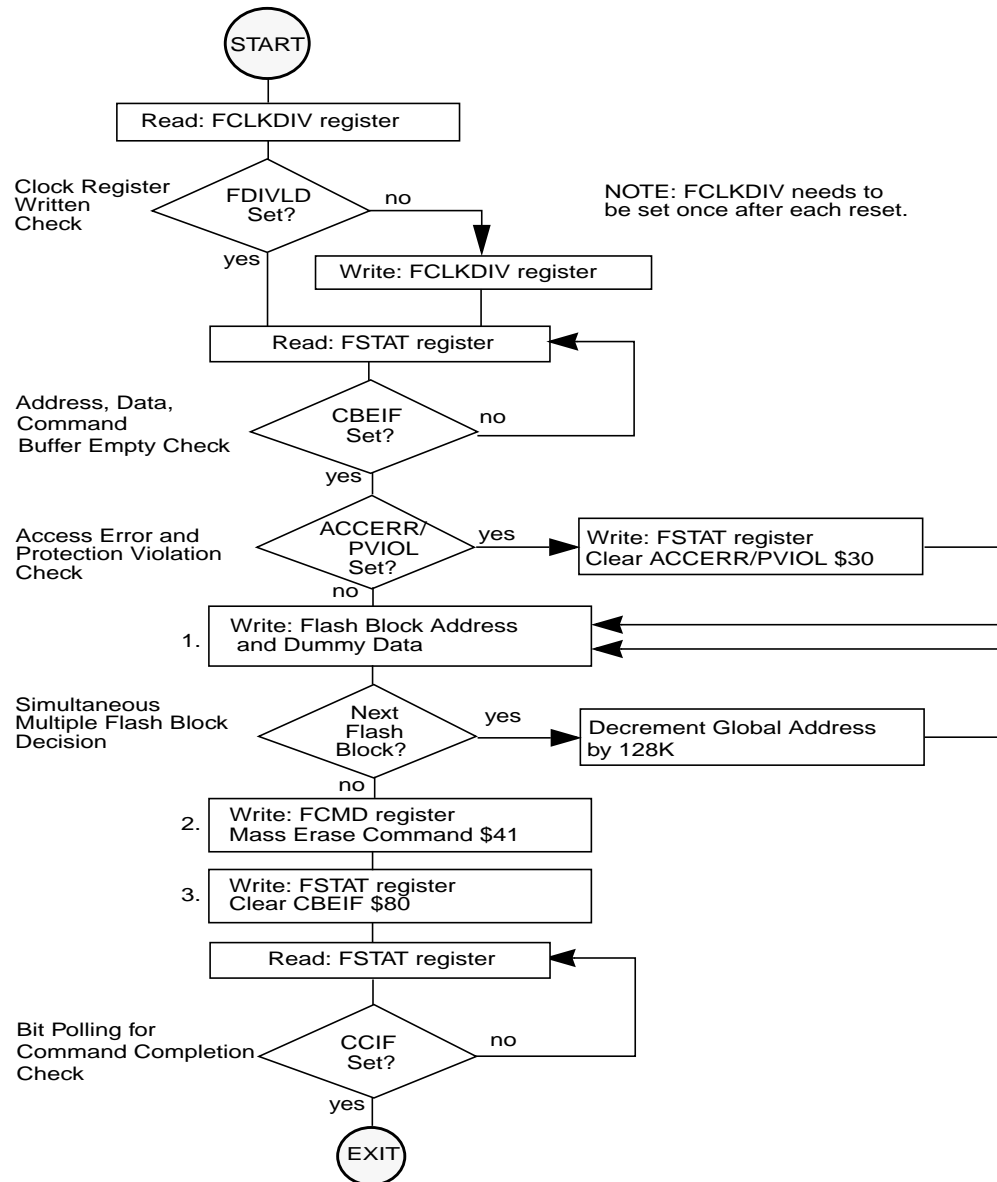 START
Read: FCLKDIV register
Clock Register
Written
Check
FDIVLD
Set?
no
yes
NOTE: FCLKDIV needs to
be set once after each reset.
Write: FCLKDIV register
Read: FSTAT register
Address, Data,
Command
Buffer Empty Check
CBEIF
Set?
no
yes
Access Error and
Protection Violation
Check
ACCERR/
PVIOL
Set?
yes
no
Write: FSTAT register
Clear ACCERR/PVIOL $30
1.
Write: Flash Block Address
and Dummy Data
Simultaneous
Multiple Flash Block
Decision
Next
Flash
Block?
yes
no
Decrement Global Address
by 128K
2.
Write: FCMD register
Mass Erase Command $41
3.
Write: FSTAT register
Clear CBEIF $80
Read: FSTAT register
Bit Polling for
Command Completion
Check
CCIF
Set?
no
yes
EXIT